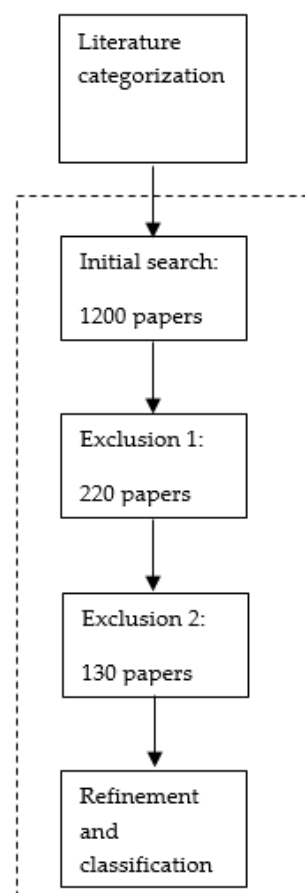 Literature
categorization
Initial search:
1200 papers
Exclusion 1:
220 papers
Exclusion 2:
130 papers
Refinement
and
classification